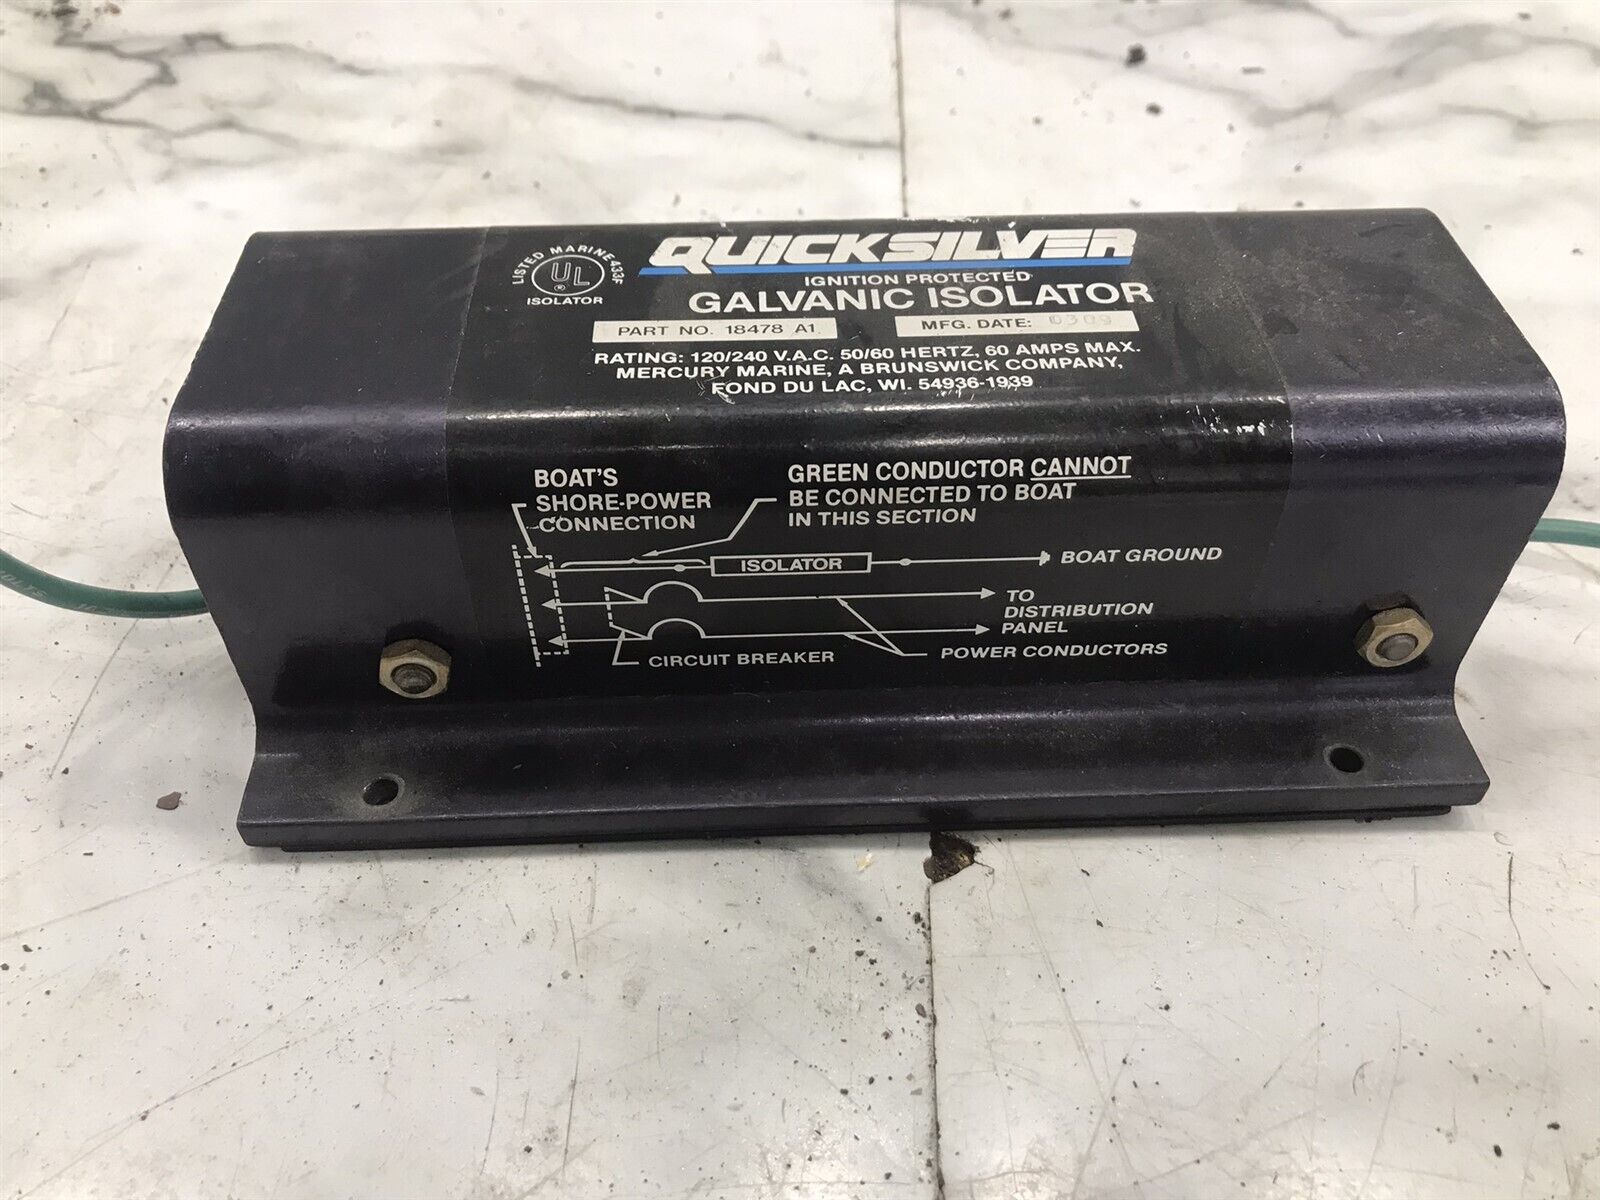 LISTED MARINE 433F
UL
®
ISOLATOR
QUICKSILVER
IGNITION PROTECTED
GALVANIC ISOLATOR
PART NO. 18478 A1
MFG. DATE: 0309
RATING: 120/240 V.A.C. 50/60 HERTZ, 60 AMPS MAX.
MERCURY MARINE, A BRUNSWICK COMPANY,
FOND DU LAC, WI. 54936-1939
BOAT'S
SHORE-POWER
CONNECTION
GREEN CONDUCTOR CANNOT
BE CONNECTED TO BOAT
IN THIS SECTION
ISOLATOR
BOAT GROUND
TO
DISTRIBUTION
PANEL
CIRCUIT BREAKER
POWER CONDUCTORS